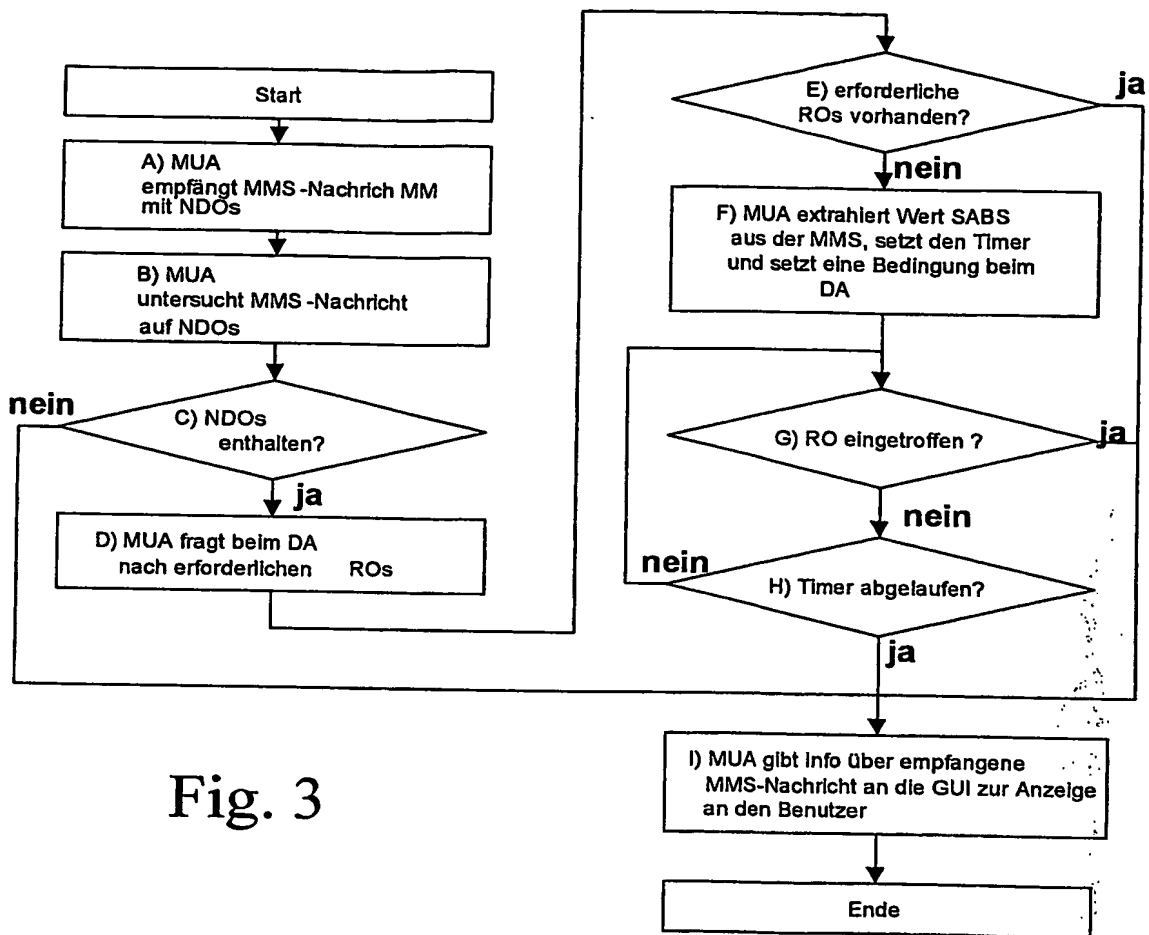 Start
A) MUA
empfängt MMS-Nachrich MM
mit NDOs
B) MUA
untersucht MMS-Nachricht
auf NDOs
nein
C) NDOs
enthalten?
ja
D) MUA fragt beim DA
nach erforderlichen ROs
E) erforderliche
ROs vorhanden?
ja
nein
F) MUA extrahiert Wert SABS
aus der MMS, setzt den Timer
und setzt eine Bedingung beim
DA
G) RO eingetroffen ?
ja
nein
nein
H) Timer abgelaufen?
ja
I) MUA gibt info über empfangene
MMS-Nachricht an die GUI zur Anzeige
an den Benutzer
Ende
Fig. 3